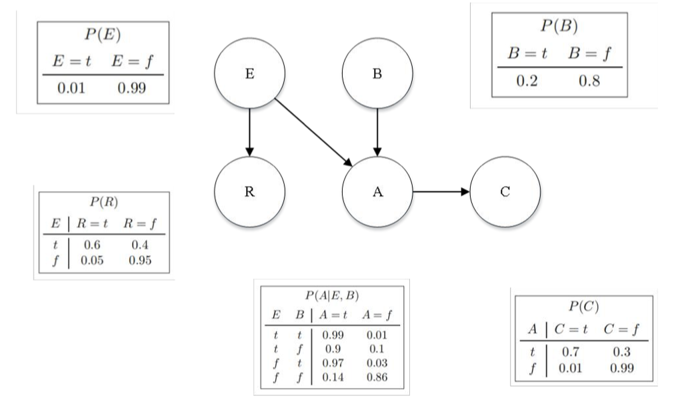 P(E)
E = t E = f
0.01 0.99
P(B)
B = t B = f
0.2 0.8
E
B
R
A
C
P(R)
E | R = t R = f
t 0.6 0.4
f 0.05 0.95
P(A|E, B)
E B | A = t A = f
t t 0.99 0.01
t f 0.9 0.1
f t 0.97 0.03
f f 0.14 0.86
P(C)
A | C = t C = f
t 0.7 0.3
f 0.01 0.99